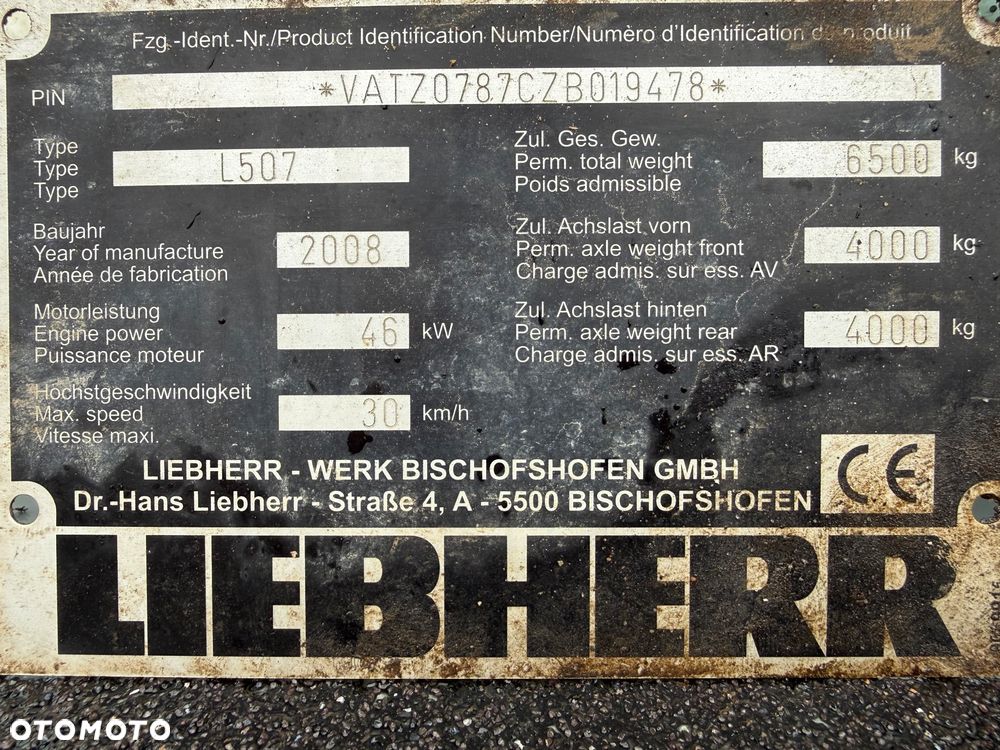 Fzg.-Ident.-Nr./Product Identification Number/Numéro d'Identification du produit
PIN *VATZ0787CZB019478* Y
Type
Type L507
Type
Zul. Ges. Gew.
Perm. total weight 6500 kg
Poids admissible
Baujahr
Year of manufacture 2008
Année de fabrication
Zul. Achslast vorn
Perm. axle weight front 4000 kg
Charge admis. sur ess. AV
Motorleistung
Engine power 46 kW
Puissance moteur
Zul. Achslast hinten
Perm. axle weight rear 4000 kg
Charge admis. sur ess. AR
Höchstgeschwindigkeit
Max. speed 30 km/h
Vitesse maxi.
LIEBHERR - WERK BISCHOFSHOFEN GMBH
Dr.-Hans Liebherr - Straße 4, A - 5500 BISCHOFSHOFEN
CE
LIEBHERR
OTOMOTO